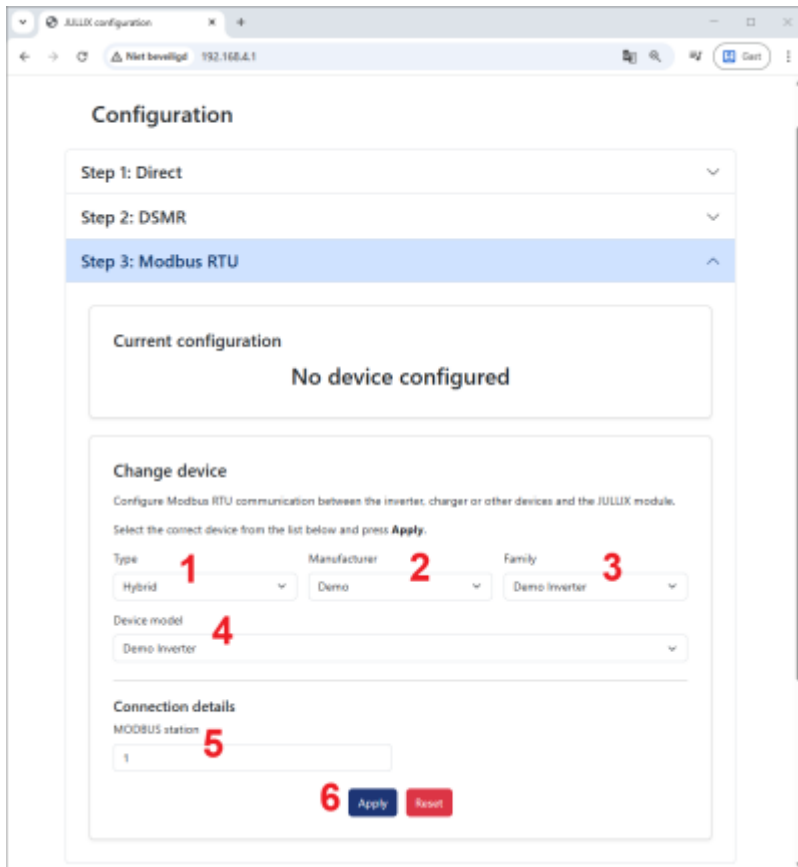 JULLIX configuration
Niet beveiligd 192.168.4.1 Gast
Configuration
Step 1: Direct
Step 2: DSMR
Step 3: Modbus RTU
Current configuration
No device configured
Change device
Configure Modbus RTU communication between the inverter, charger or other devices and the JULLIX module.
Select the correct device from the list below and press Apply.
Type 1 Manufacturer 2 Family 3
Hybrid Demo Demo Inverter
Device model 4
Demo Inverter
Connection details
MODBUS station 5
1
6 Apply Reset